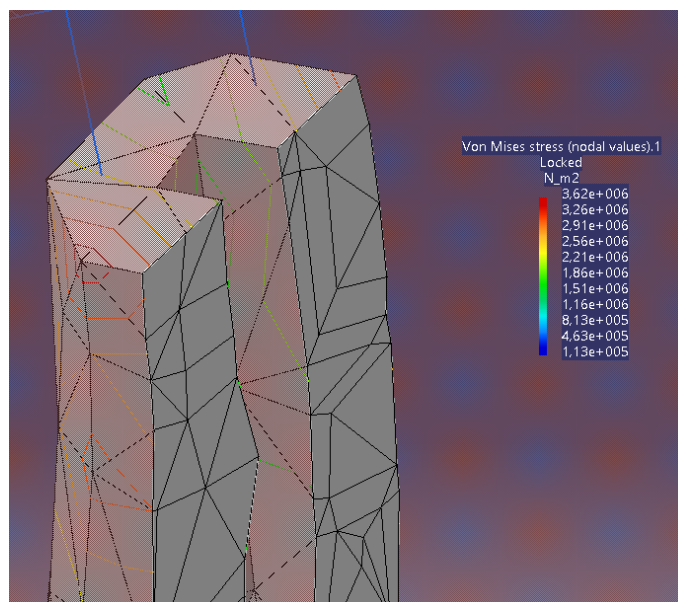 Von Mises stress (nodal values).1
Locked
N_m2
3,62e+006
3,26e+006
2,91e+006
2,56e+006
2,21e+006
1,86e+006
1,51e+006
1,16e+006
8,13e+005
4,63e+005
1,13e+005